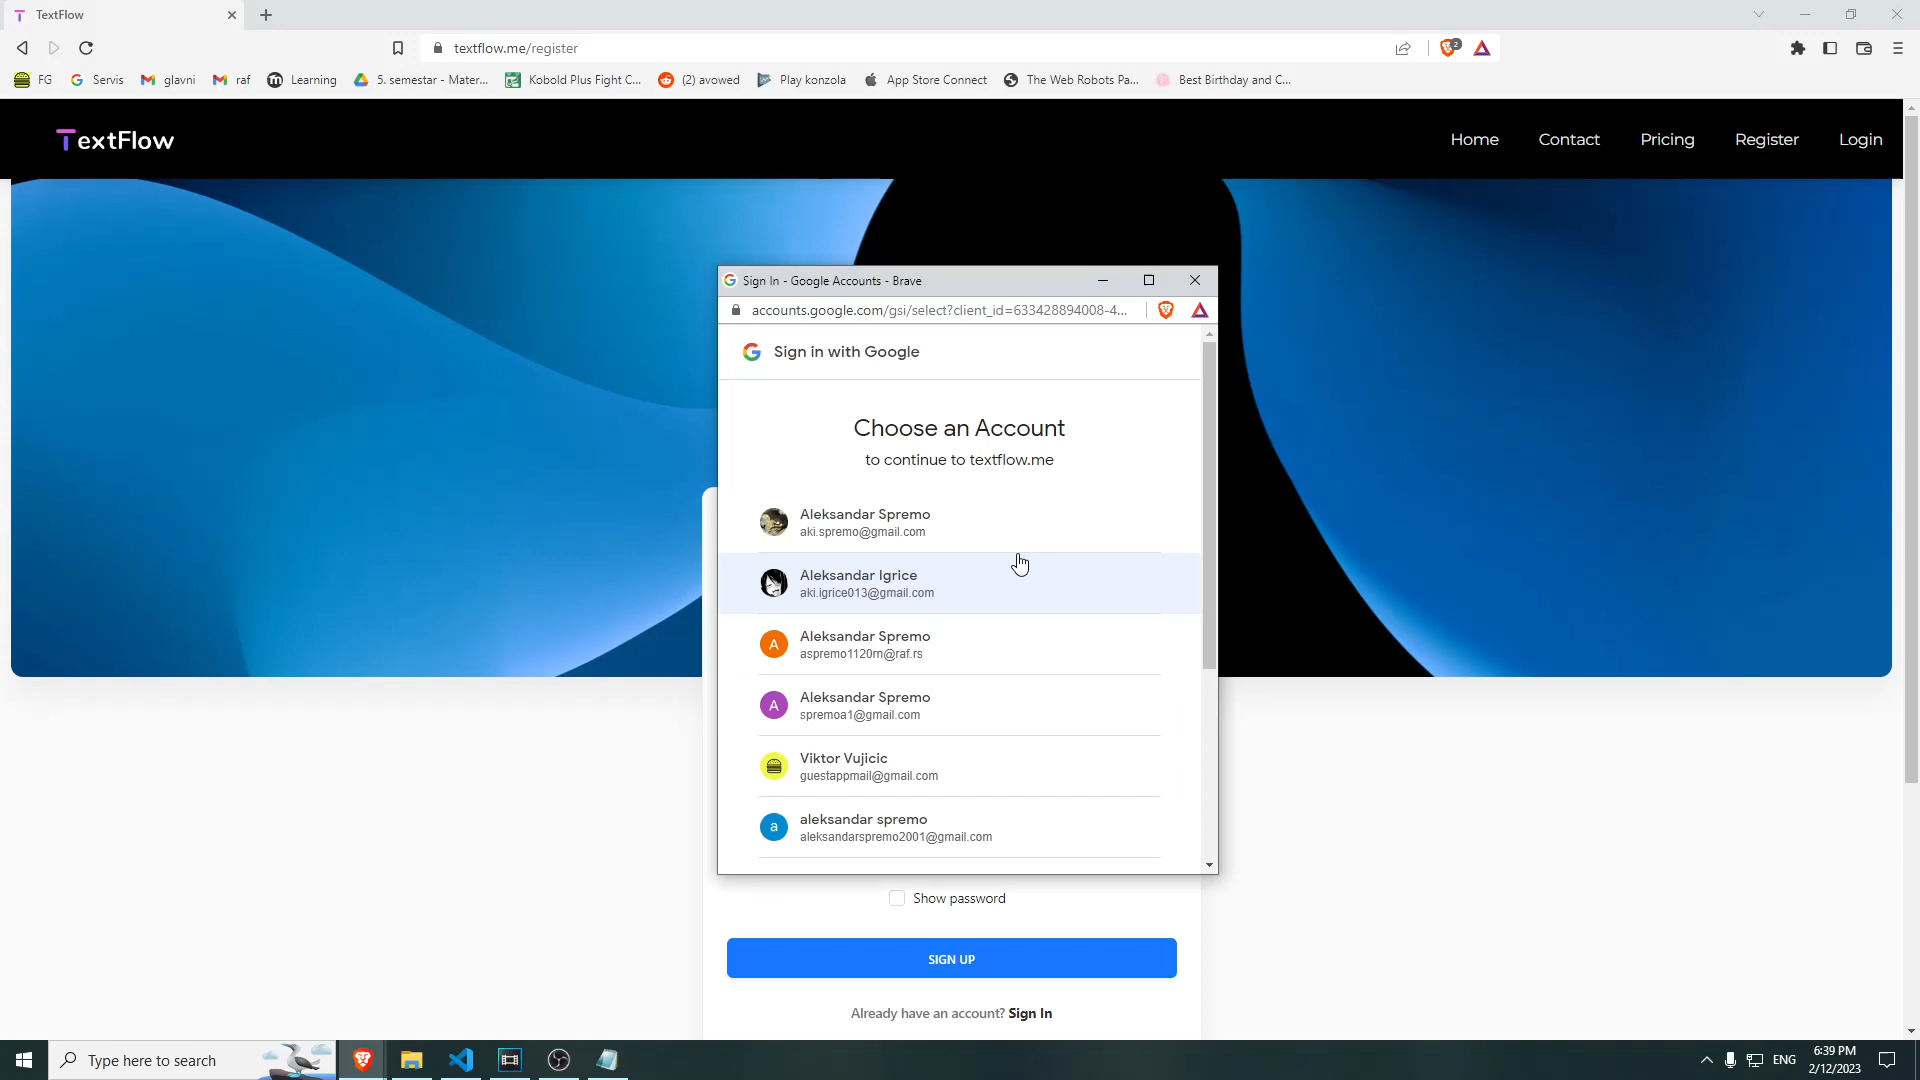 TextFlow
textflow.me/register
2
FG
Servis
glavni
raf
Learning
5. semestar - Mater...
Kobold Plus Fight C...
(2) avowed
Play konzola
App Store Connect
The Web Robots Pa...
Best Birthday and C...
TextFlow
Home
Contact
Pricing
Register
Login
Sign In - Google Accounts - Brave
accounts.google.com/gsi/select?client_id=633428894008-4...
Sign in with Google
Choose an Account
to continue to textflow.me
Aleksandar Spremo
aki.spremo@gmail.com
Aleksandar Igrice
aki.igrice013@gmail.com
A
Aleksandar Spremo
aspremo1120rn@raf.rs
A
Aleksandar Spremo
spremoa1@gmail.com
Viktor Vujicic
guestappmail@gmail.com
a
aleksandar spremo
aleksandarspremo2001@gmail.com
Show password
SIGN UP
Already have an account? Sign In
Type here to search
ENG
6:39 PM
2/12/2023